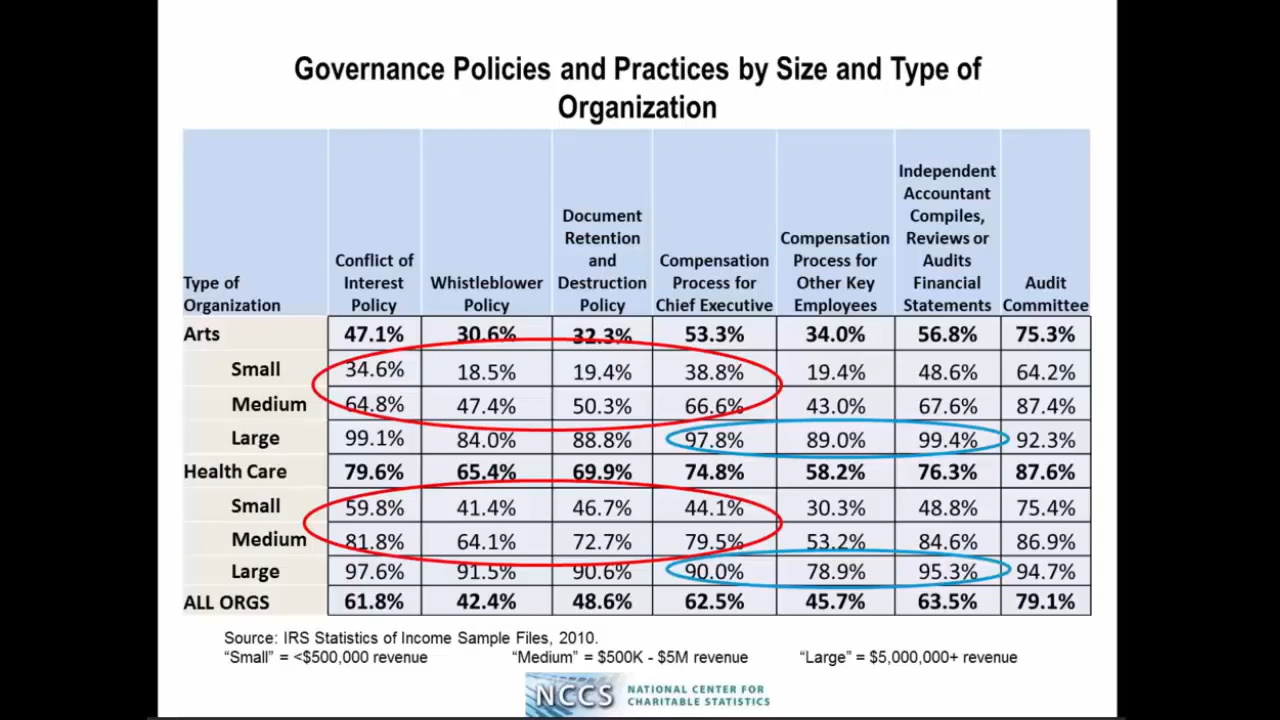 Governance Policies and Practices by Size and Type of
Organization
Type of
Organization
Conflict of
Interest
Policy
Whistleblower
Policy
Document
Retention
and
Destruction
Policy
Compensation
Process for
Chief Executive
Compensation
Process for
Other Key
Employees
Independent
Accountant
Compiles,
Reviews or
Audits
Financial
Statements
Audit
Committee
Arts 47.1% 30.6% 32.3% 53.3% 34.0% 56.8% 75.3%
Small 34.6% 18.5% 19.4% 38.8% 19.4% 48.6% 64.2%
Medium 64.8% 47.4% 50.3% 66.6% 43.0% 67.6% 87.4%
Large 99.1% 84.0% 88.8% 97.8% 89.0% 99.4% 92.3%
Health Care 79.6% 65.4% 69.9% 74.8% 58.2% 76.3% 87.6%
Small 59.8% 41.4% 46.7% 44.1% 30.3% 48.8% 75.4%
Medium 81.8% 64.1% 72.7% 79.5% 53.2% 84.6% 86.9%
Large 97.6% 91.5% 90.6% 90.0% 78.9% 95.3% 94.7%
ALL ORGS 61.8% 42.4% 48.6% 62.5% 45.7% 63.5% 79.1%
Source: IRS Statistics of Income Sample Files, 2010.
“Small” = <$500,000 revenue “Medium” = $500K - $5M revenue “Large” = $5,000,000+ revenue
NCCS
NATIONAL CENTER FOR
CHARITABLE STATISTICS